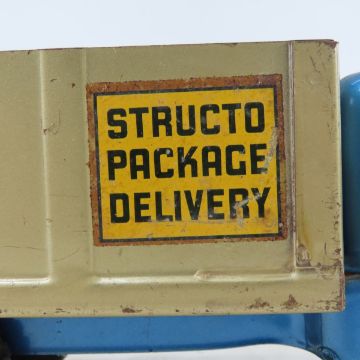 STRUCTO
PACKAGE
DELIVERY